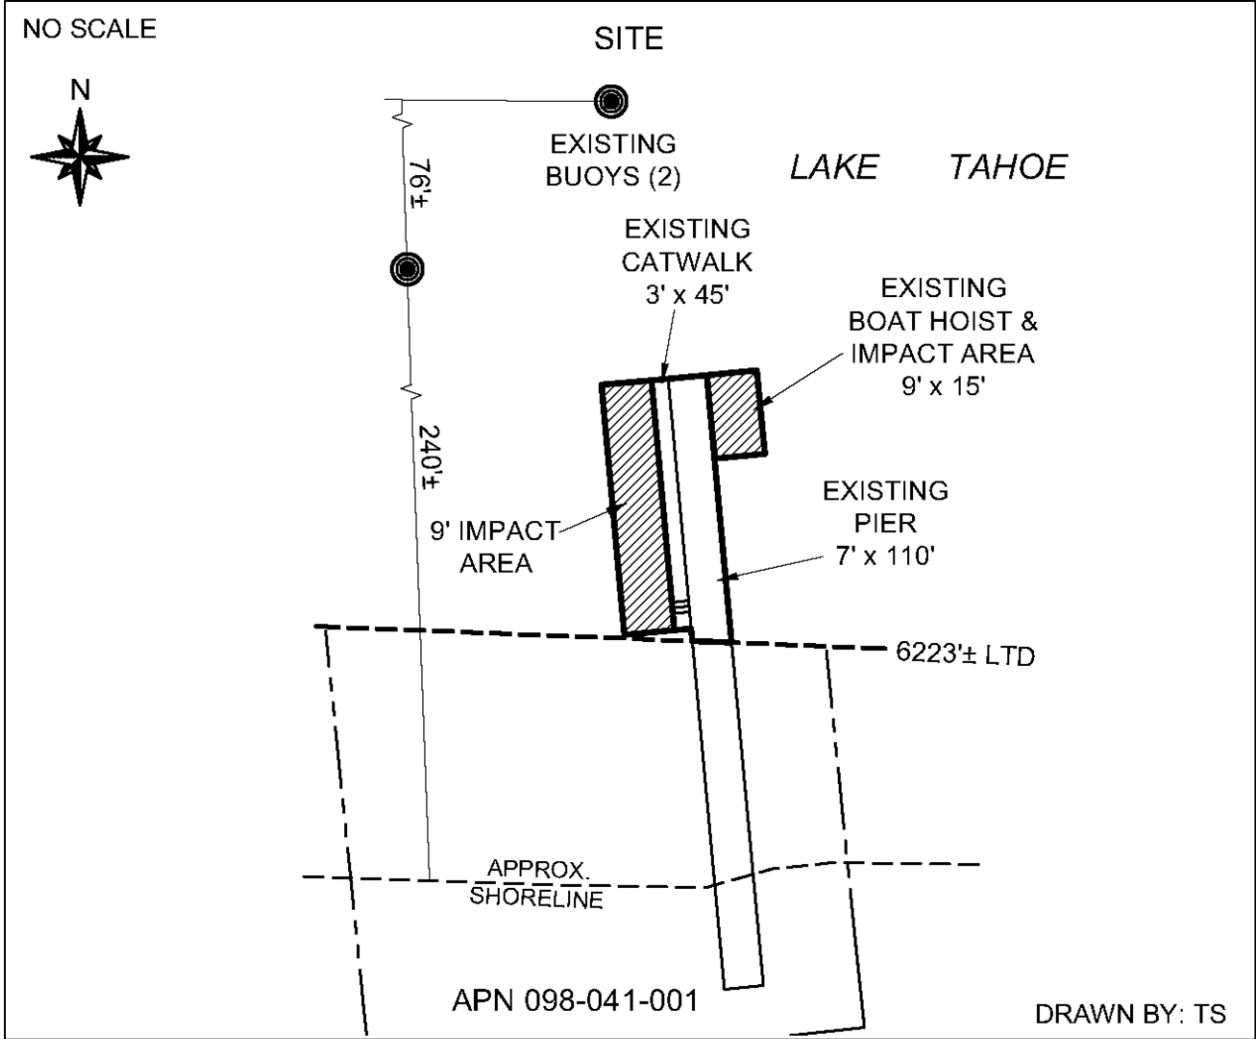 NO SCALE
SITE
N
EXISTING
BUOYS (2)
LAKE TAHOE
76'±
EXISTING
CATWALK
3' x 45'
EXISTING
BOAT HOIST &
IMPACT AREA
9' x 15'
240'±
9' IMPACT
AREA
EXISTING
PIER
7' x 110'
6223'± LTD
APPROX.
SHORELINE
APN 098-041-001
DRAWN BY: TS